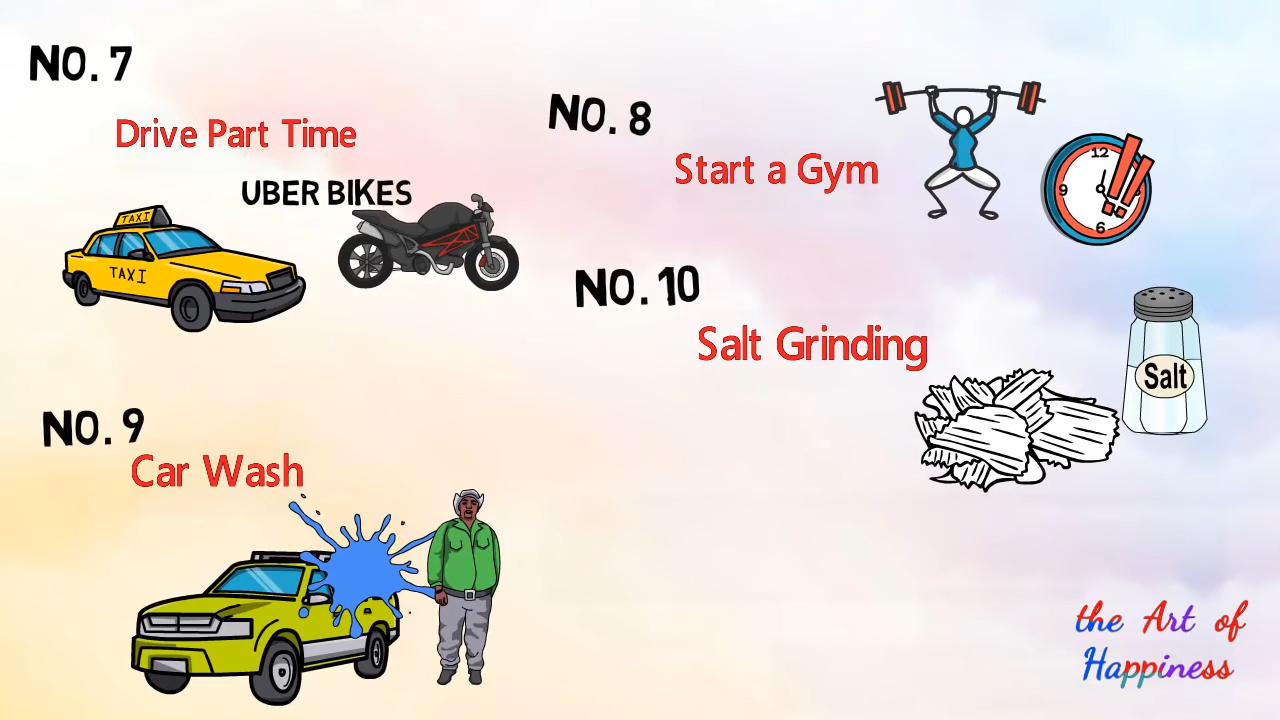 NO. 7
Drive Part Time
UBER BIKES
TAXI
TAXI
NO. 8
Start a Gym
12
9
6
NO. 10
Salt Grinding
Salt
NO. 9
Car Wash
the Art of
Happiness